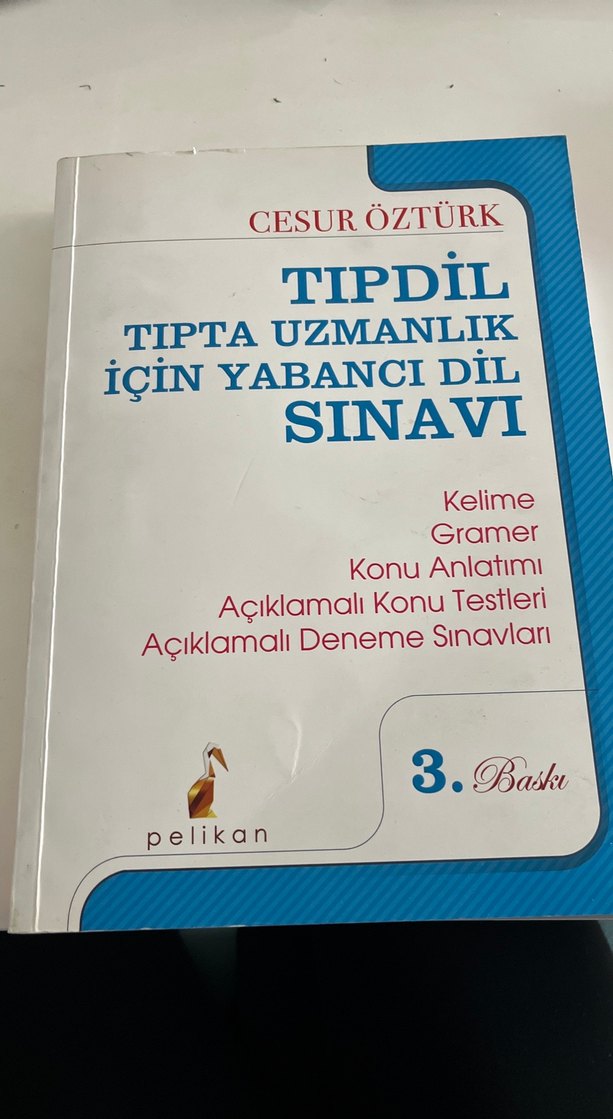 CESUR ÖZTÜRK
TIPDİL
TIPTA UZMANLIK
İÇİN YABANCI DİL
SINAVI
Kelime
Gramer
Konu Anlatımı
Açıklamalı Konu Testleri
Açıklamalı Deneme Sınavları
3. Baskı
pelikan